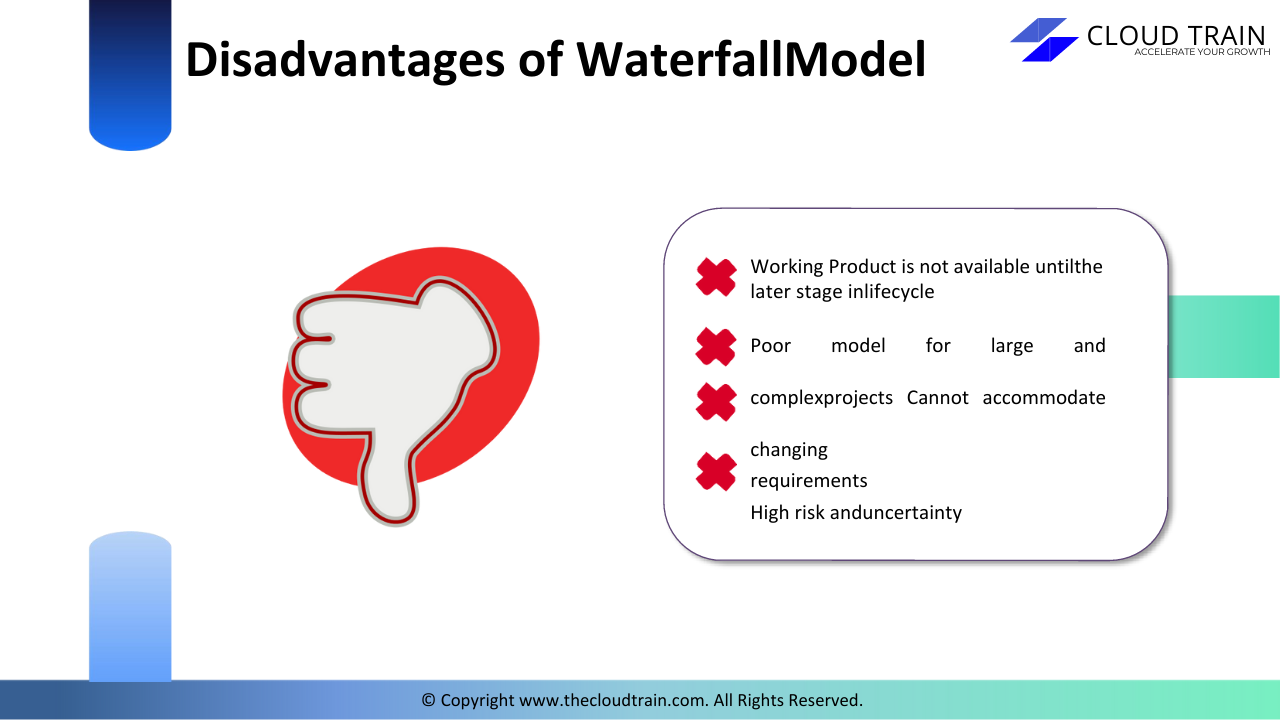 Disadvantages of WaterfallModel
CLOUD TRAIN
ACCELERATE YOUR GROWTH
Working Product is not available untilthe
later stage inlifecycle
Poor model for large and
complexprojects Cannot accommodate
changing
requirements
High risk anduncertainty
© Copyright www.thecloudtrain.com. All Rights Reserved.